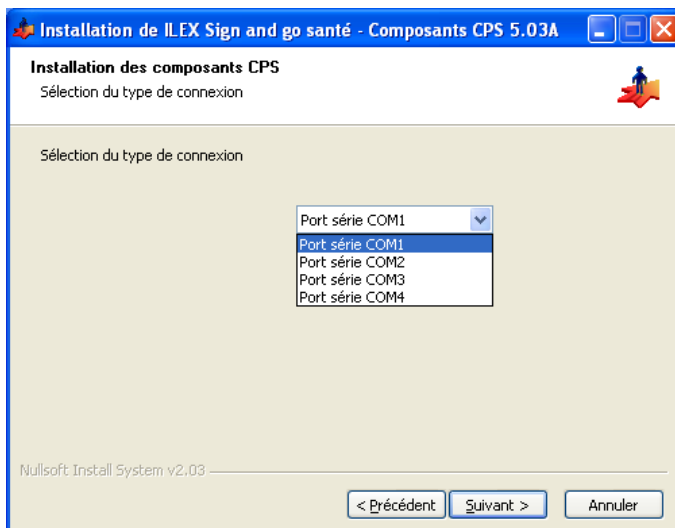 Installation de ILEX Sign and go santé - Composants CPS 5.03A
Installation des composants CPS
Sélection du type de connexion
Sélection du type de connexion
Port série COM1
Port série COM1
Port série COM2
Port série COM3
Port série COM4
Nullsoft Install System v2.03
< Précédent Suivant > Annuler